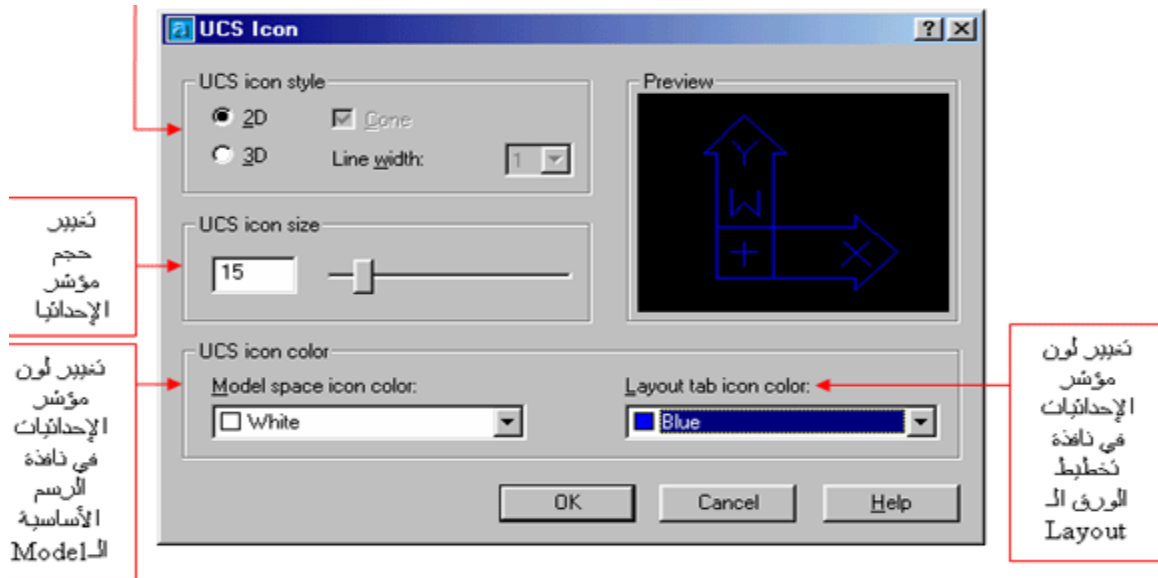 UCS Icon
UCS icon style
2D
Cone
3D
Line width:
1
Preview
Y
W
+
X
تغيير
حجم
مؤشر
الإحداثيا
UCS icon size
15
تغيير لون
مؤشر
الإحداثيات
في نافذة
الرسم
الأساسية
الـModel
UCS icon color
Model space icon color:
White
Layout tab icon color:
Blue
تغيير لون
مؤشر
الإحداثيات
في نافذة
تخطيط
الورق الـ
Layout
OK
Cancel
Help